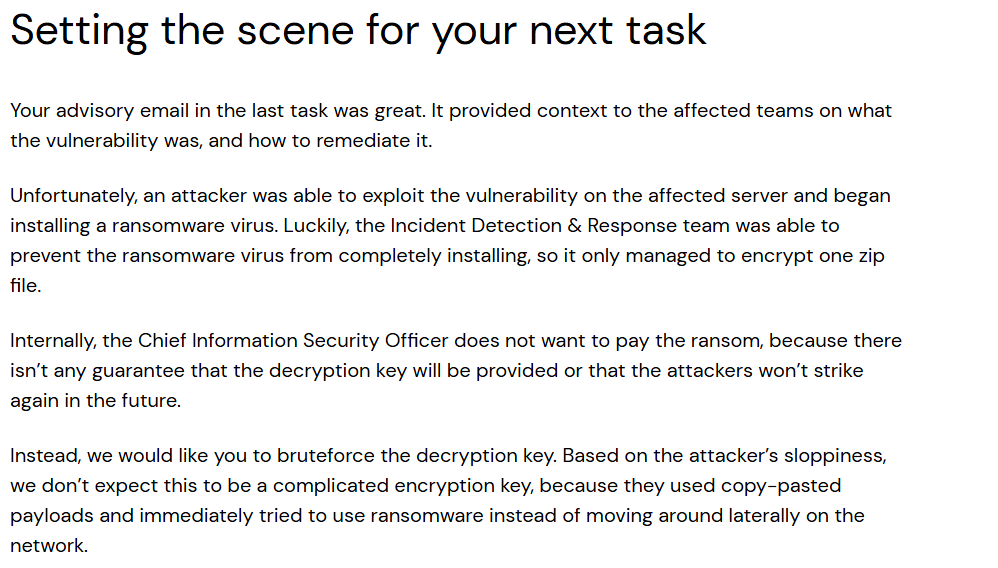 Setting the scene for your next task
Your advisory email in the last task was great. It provided context to the affected teams on what
the vulnerability was, and how to remediate it.
Unfortunately, an attacker was able to exploit the vulnerability on the affected server and began
installing a ransomware virus. Luckily, the Incident Detection & Response team was able to
prevent the ransomware virus from completely installing, so it only managed to encrypt one zip
file.
Internally, the Chief Information Security Officer does not want to pay the ransom, because there
isn’t any guarantee that the decryption key will be provided or that the attackers won’t strike
again in the future.
Instead, we would like you to bruteforce the decryption key. Based on the attacker’s sloppiness,
we don’t expect this to be a complicated encryption key, because they used copy-pasted
payloads and immediately tried to use ransomware instead of moving around laterally on the
network.